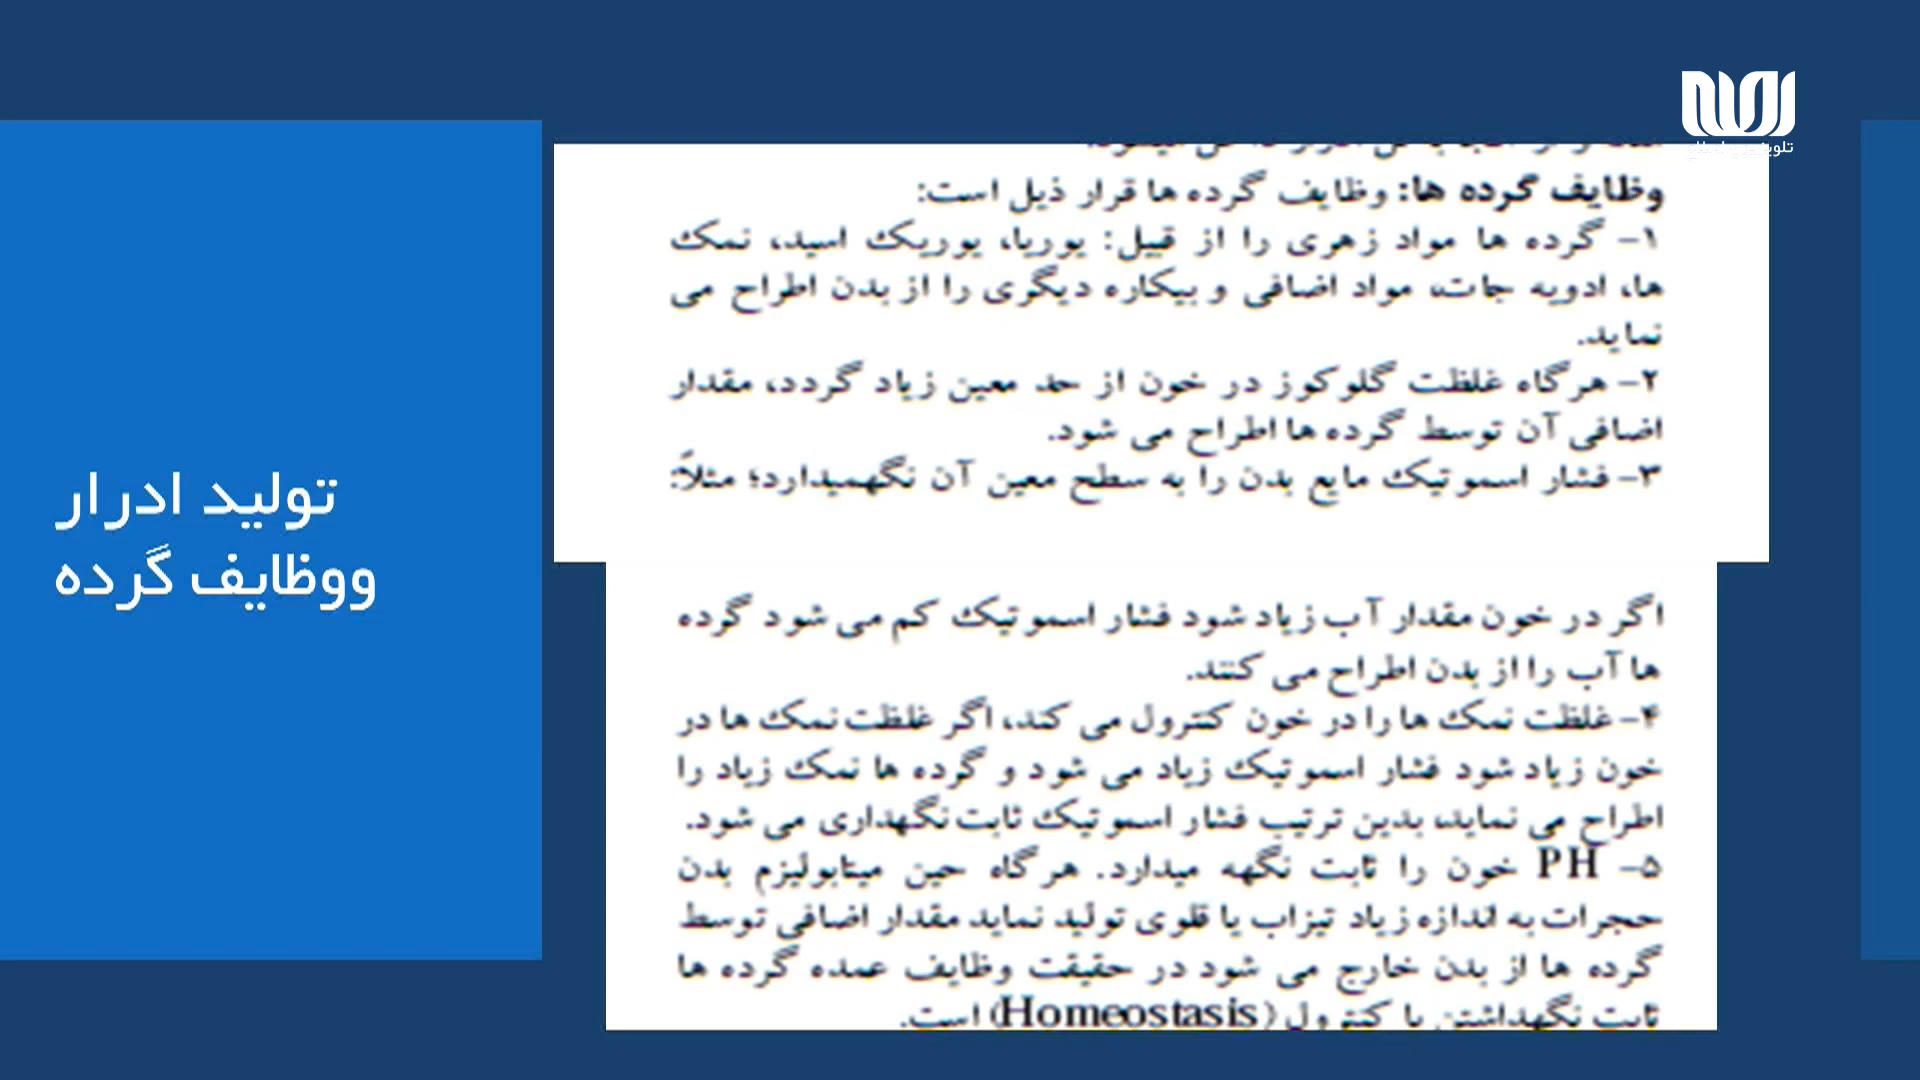 تولید ادرار
ووظایف گرده
وظایف گرده ها: وظایف گرده ها قرار ذیل است:
۱- گرده ها مواد زهری را از قبیل: یوریا، یوریک اسید، نمک
ها، ادویه جات، مواد اضافی و بیکاره دیگری را از بدن اطراح می
نماید.
۲- هرگاه غلظت گلوکوز در خون از حد معین زیاد گردد، مقدار
اضافی آن توسط گرده ها اطراح می شود.
۳- فشار اسموتیک مایع بدن را به سطح معین آن نگهمیدارد؛ مثلاً:
اگر در خون مقدار آب زیاد شود فشار اسموتیک کم می شود گرده
ها آب را از بدن اطراح می کنند.
۴- غلظت نمک ها را در خون کنترول می کند، اگر غلظت نمک ها در
خون زیاد شود فشار اسموتیک زیاد می شود و گرده ها نمک زیاد را
اطراح می نماید، بدین ترتیب فشار اسموتیک ثابت نگهداری می شود.
۵- PH خون را ثابت نگهه میدارد. هرگاه حین میتابولیزم بدن
حجرات به اندازه زیاد تیزاب یا قلوی تولید نماید مقدار اضافی توسط
گرده ها از بدن خارج می شود در حقیقت وظایف عمده گرده ها
ثابت نگهداشتن یا کنترول (Homeostasis) است.